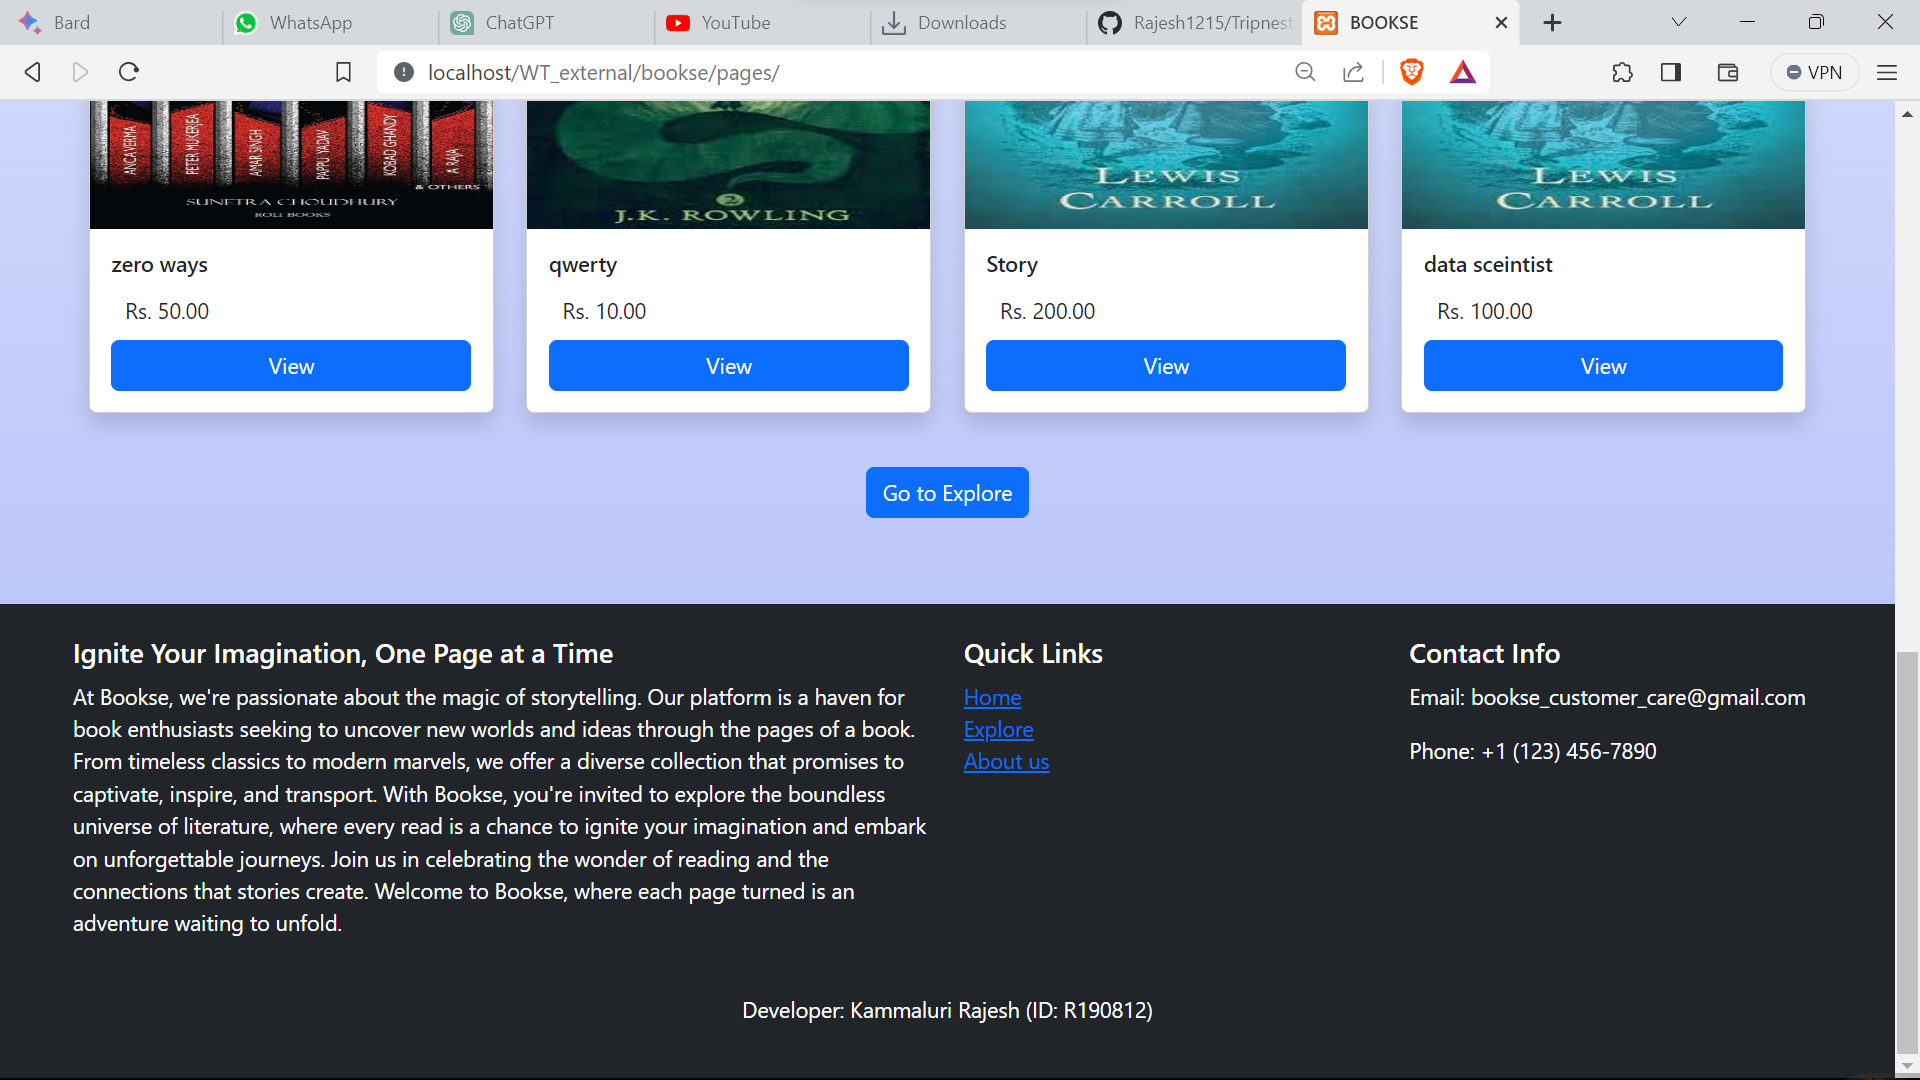 Bard
WhatsApp
ChatGPT
YouTube
Downloads
Rajesh1215/Tripnest
BOOKSE
localhost/WT_external/bookse/pages/
VPN
ANCA VERMA
PETER MUKERJEA
AMAR SINGH
PAPPU YADAV
KOBAD GHANDY
A RAJA
& OTHERS
SUNETRA CHOUDHURY
ROLI BOOKS
2
J.K. ROWLING
LEWIS
CARROLL
LEWIS
CARROLL
zero ways
Rs. 50.00
View
qwerty
Rs. 10.00
View
Story
Rs. 200.00
View
data sceintist
Rs. 100.00
View
Go to Explore
Ignite Your Imagination, One Page at a Time
At Bookse, we're passionate about the magic of storytelling. Our platform is a haven for
book enthusiasts seeking to uncover new worlds and ideas through the pages of a book.
From timeless classics to modern marvels, we offer a diverse collection that promises to
captivate, inspire, and transport. With Bookse, you're invited to explore the boundless
universe of literature, where every read is a chance to ignite your imagination and embark
on unforgettable journeys. Join us in celebrating the wonder of reading and the
connections that stories create. Welcome to Bookse, where each page turned is an
adventure waiting to unfold.
Quick Links
Home
Explore
About us
Contact Info
Email: bookse_customer_care@gmail.com
Phone: +1 (123) 456-7890
Developer: Kammaluri Rajesh (ID: R190812)